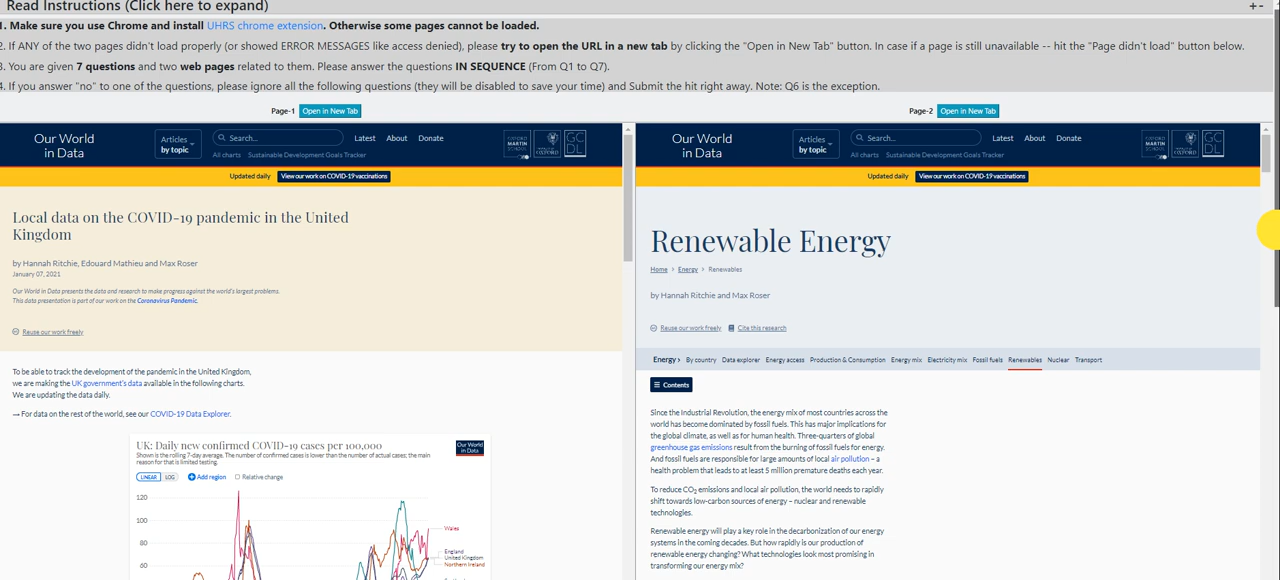 Read Instructions (Click here to expand)
+-
1. Make sure you use Chrome and install UHRS chrome extension. Otherwise some pages cannot be loaded.
2. If ANY of the two pages didn't load properly (or showed ERROR MESSAGES like access denied), please try to open the URL in a new tab by clicking the "Open in New Tab" button. In case if a page is still unavailable -- hit the "Page didn't load" button below.
3. You are given 7 questions and two web pages related to them. Please answer the questions IN SEQUENCE (From Q1 to Q7).
4. If you answer "no" to one of the questions, please ignore all the following questions (they will be disabled to save your time) and Submit the hit right away. Note: Q6 is the exception.
Page-1 Open in New Tab
Our World
in Data
Articles
by topic
Search...
Latest About Donate
All charts Sustainable Development Goals Tracker
OXFORD
MARTIN
SCHOOL
GC
DL
Updated daily View our work on COVID-19 vaccinations
Local data on the COVID-19 pandemic in the United
Kingdom
by Hannah Ritchie, Edouard Mathieu and Max Roser
January 07, 2021
Our World in Data presents the data and research to make progress against the world's largest problems.
This data presentation is part of our work on the Coronavirus Pandemic.
Reuse our work freely
To be able to track the development of the pandemic in the United Kingdom,
we are making the UK government's data available in the following charts.
We are updating the data daily.
→ For data on the rest of the world, see our COVID-19 Data Explorer.
UK: Daily new confirmed COVID-19 cases per 100,000
Shown is the rolling 7-day average. The number of confirmed cases is lower than the number of actual cases; the main
reason for that is limited testing.
Our World
in Data
LINEAR LOG Add region Relative change
120
100
80
60
Wales
England
United Kingdom
Northern Ireland
Page-2 Open in New Tab
Our World
in Data
Articles
by topic
Search...
Latest About Donate
All charts Sustainable Development Goals Tracker
OXFORD
MARTIN
SCHOOL
GC
DL
Updated daily View our work on COVID-19 vaccinations
Renewable Energy
Home > Energy > Renewables
by Hannah Ritchie and Max Roser
Reuse our work freely Cite this research
Energy › By country Data explorer Energy access Production & Consumption Energy mix Electricity mix Fossil fuels Renewables Nuclear Transport
Contents
Since the Industrial Revolution, the energy mix of most countries across the
world has become dominated by fossil fuels. This has major implications for
the global climate, as well as for human health. Three-quarters of global
greenhouse gas emissions result from the burning of fossil fuels for energy.
And fossil fuels are responsible for large amounts of local air pollution – a
health problem that leads to at least 5 million premature deaths each year.
To reduce CO₂ emissions and local air pollution, the world needs to rapidly
shift towards low-carbon sources of energy – nuclear and renewable
technologies.
Renewable energy will play a key role in the decarbonization of our energy
systems in the coming decades. But how rapidly is our production of
renewable energy changing? What technologies look most promising in
transforming our energy mix?